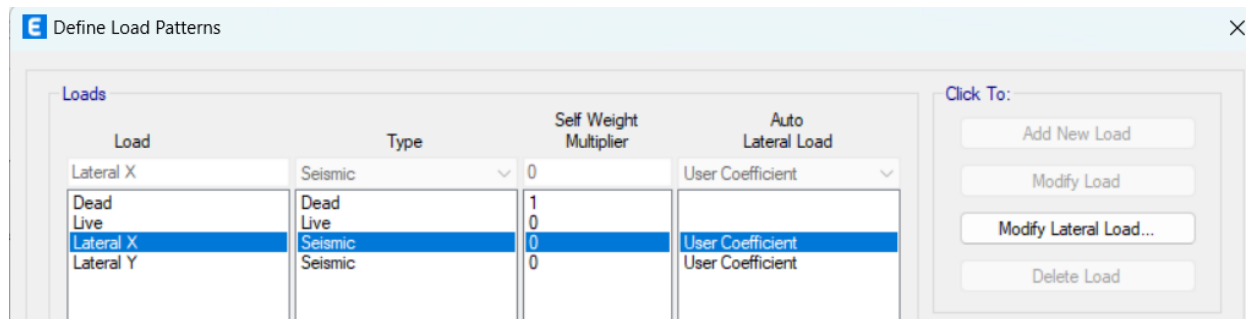 E Define Load Patterns
Loads
Click To:
Load Type Self Weight Multiplier Auto Lateral Load
Lateral X Seismic 0 User Coefficient
Dead Dead 1
Live Live 0
Lateral X Seismic 0 User Coefficient
Lateral Y Seismic 0 User Coefficient
Add New Load
Modify Load
Modify Lateral Load...
Delete Load